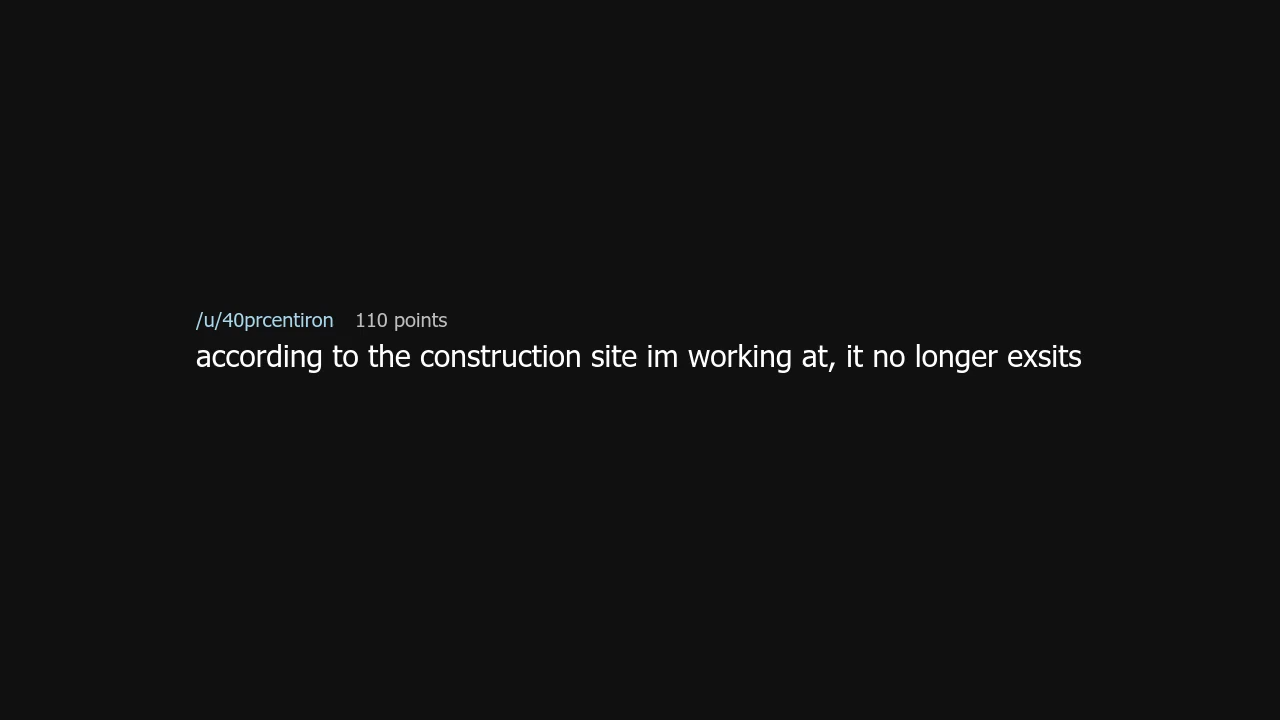 /u/40prcentiron 110 points
according to the construction site im working at, it no longer exsits